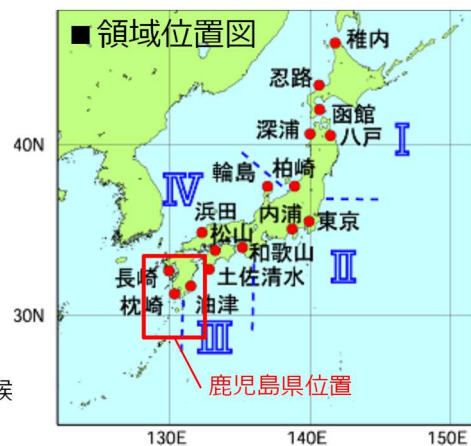 ■領域位置図
稚内
忍路
函館
深浦
八戸
I
40N
輪島
柏崎
IV
浜田
内浦
東京
松山
和歌山
II
長崎
土佐清水
枕崎
油津
30N
III
鹿児島県位置
候
130E
140E
150E